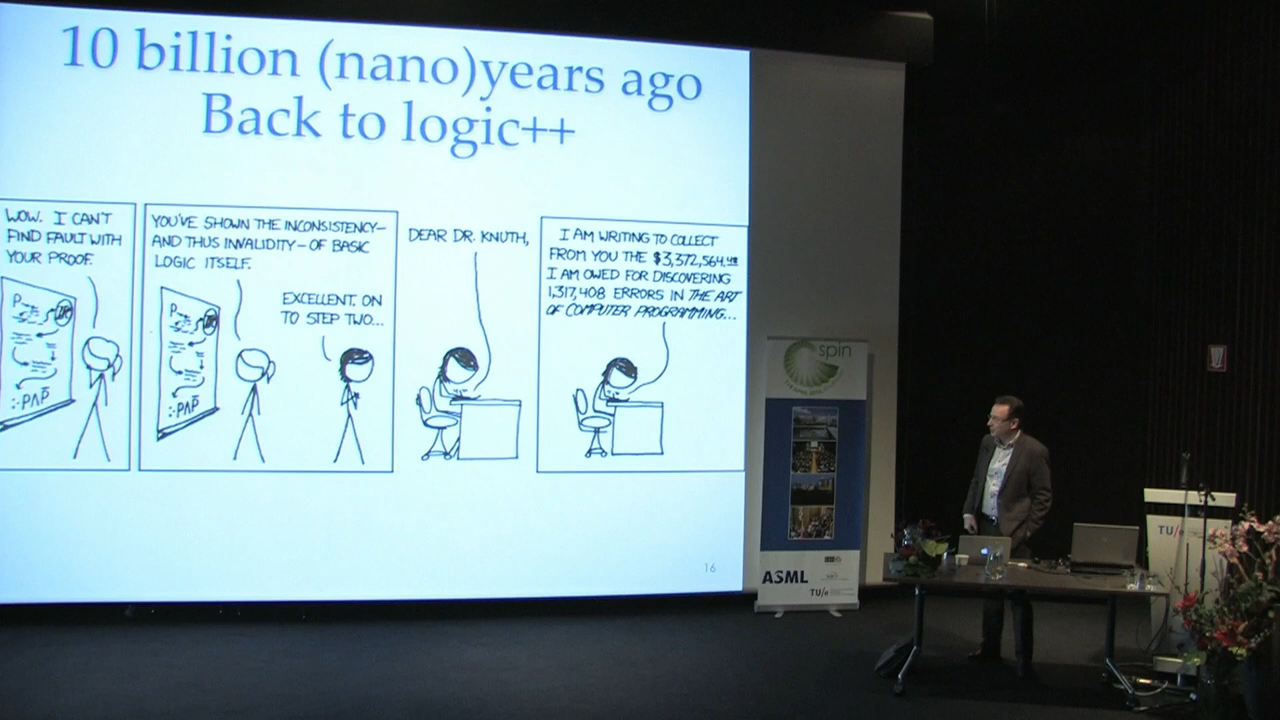 10 billion (nano)years ago
Back to logic++
WOW. I CAN'T
FIND FAULT WITH
YOUR PROOF.
YOU'VE SHOWN THE INCONSISTENCY—
AND THUS INVALIDITY—OF BASIC
LOGIC ITSELF.
EXCELLENT. ON
TO STEP TWO...
DEAR DR. KNUTH,
I AM WRITING TO COLLECT
FROM YOU THE $3,372,564.48
I AM OWED FOR DISCOVERING
1,317,408 ERRORS IN THE ART
OF COMPUTER PROGRAMMING...
16
spin
ASML
TU/e
TU/e